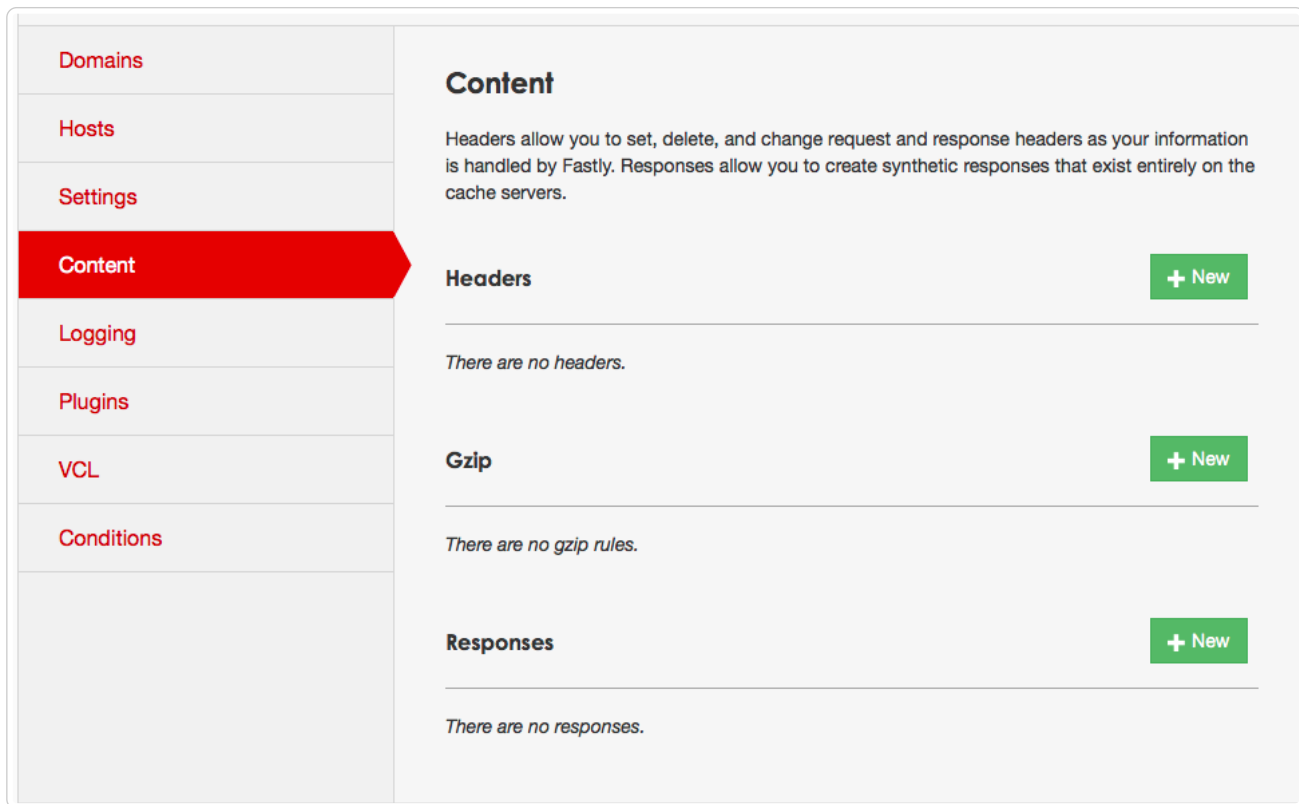 Domains
Hosts
Settings
Content
Logging
Plugins
VCL
Conditions
Content
Headers allow you to set, delete, and change request and response headers as your information
is handled by Fastly. Responses allow you to create synthetic responses that exist entirely on the
cache servers.
Headers
+ New
There are no headers.
Gzip
+ New
There are no gzip rules.
Responses
+ New
There are no responses.